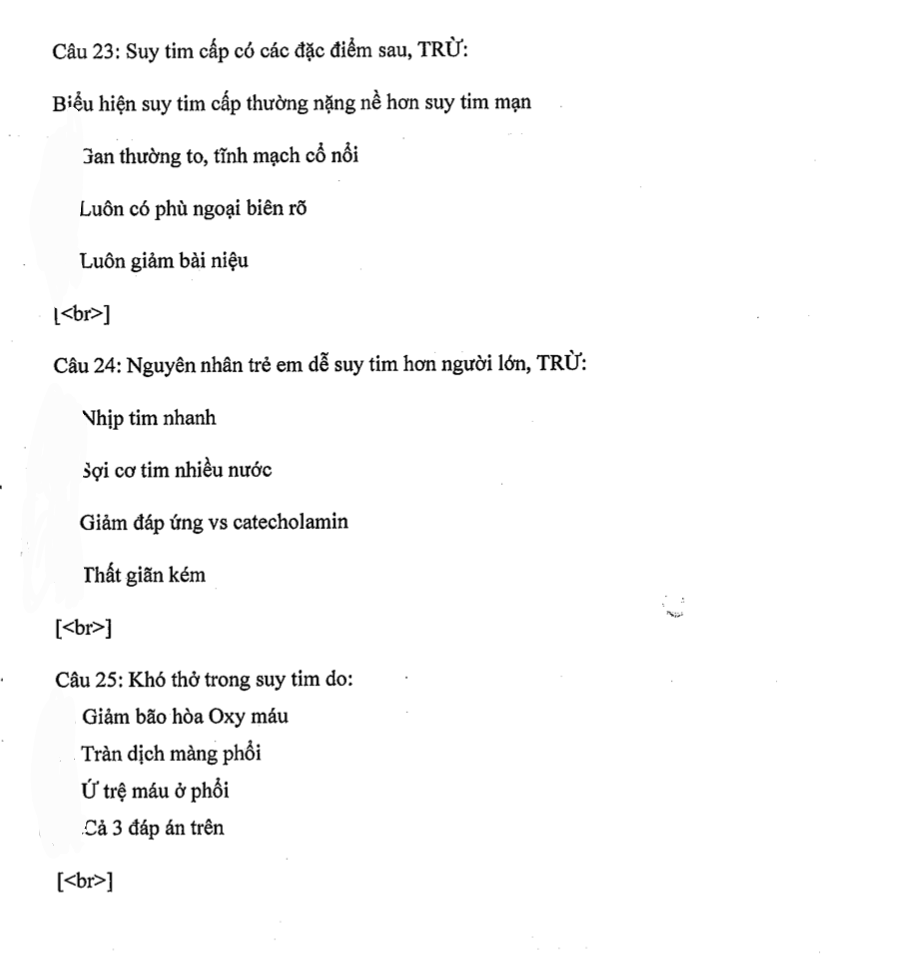 Câu 23: Suy tim cấp có các đặc điểm sau, TRỪ:
Biểu hiện suy tim cấp thường nặng nề hơn suy tim mạn
Gan thường to, tĩnh mạch cổ nổi
Luôn có phù ngoại biên rõ
Luôn giảm bài niệu
[<br>]
Câu 24: Nguyên nhân trẻ em dễ suy tim hơn người lớn, TRỪ:
Nhịp tim nhanh
Sợi cơ tim nhiều nước
Giảm đáp ứng vs catecholamin
Thất giãn kém
[<br>]
Câu 25: Khó thở trong suy tim do:
Giảm bão hòa Oxy máu
Tràn dịch màng phổi
Ứ trệ máu ở phổi
Cả 3 đáp án trên
[<br>]